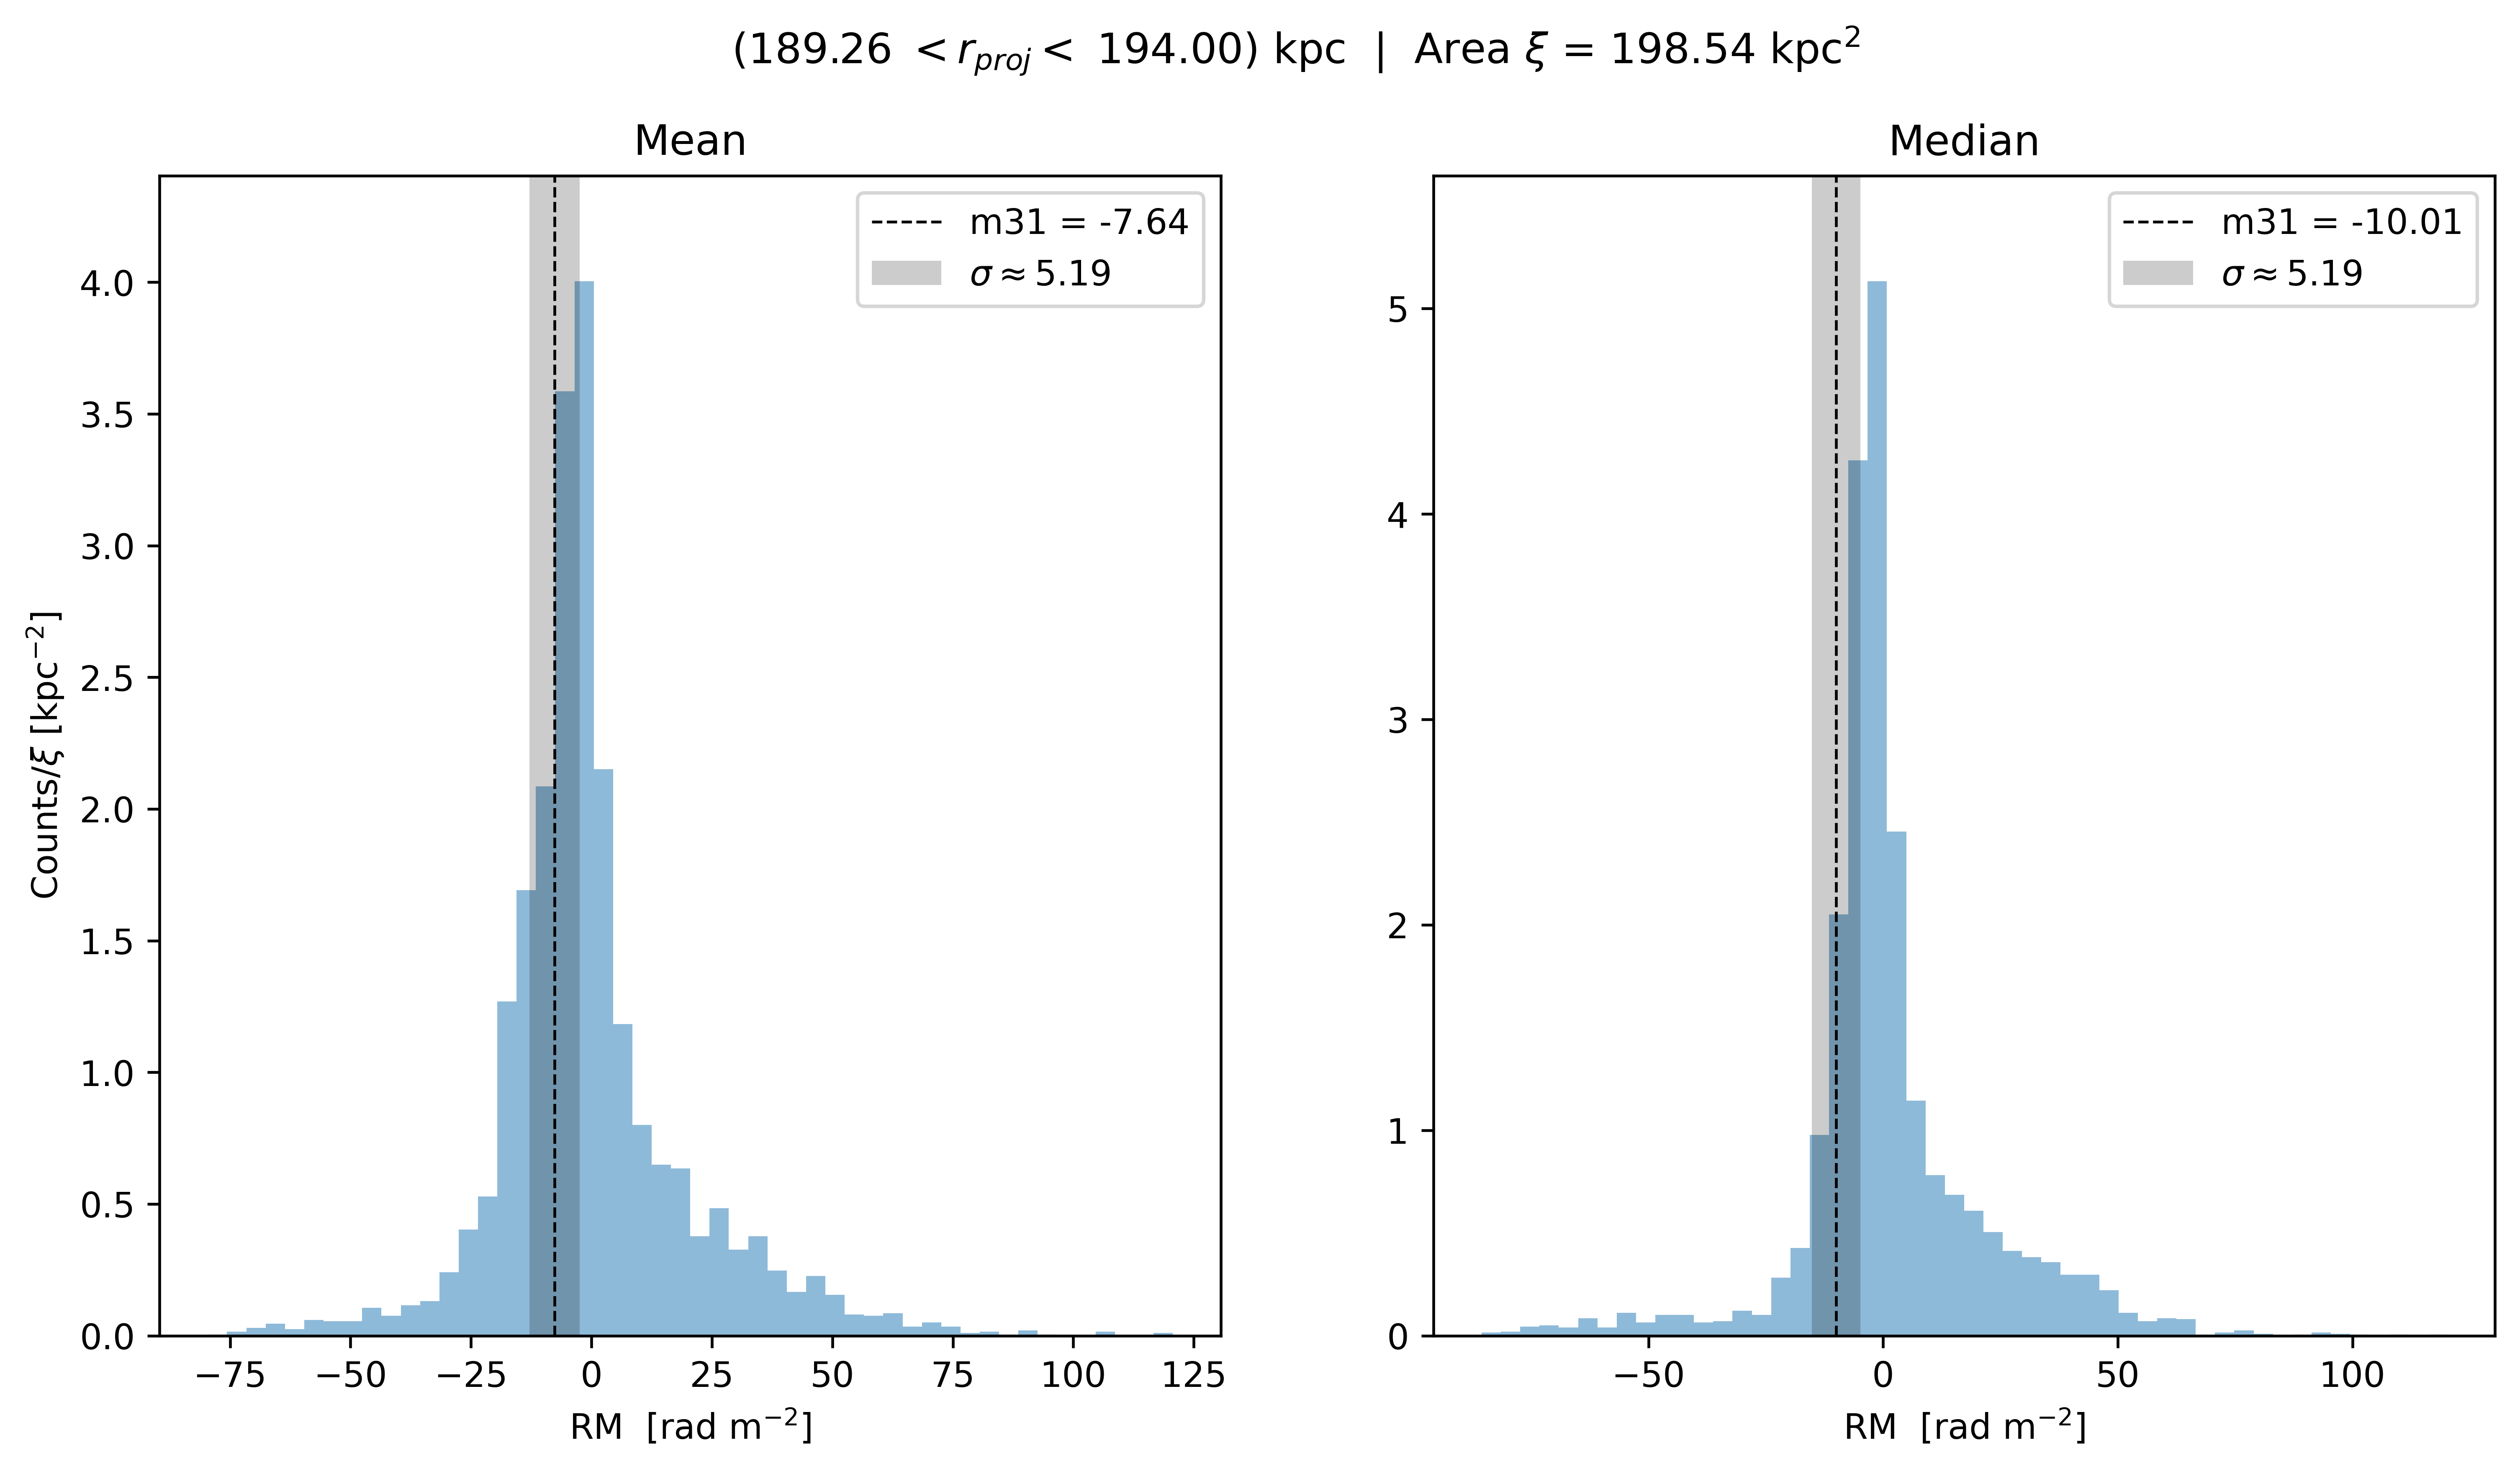 (189.26 < r_proj < 194.00) kpc | Area ξ = 198.54 kpc²
Mean
m31 = -7.64
σ ≈ 5.19
Counts/ξ [kpc⁻²]
4.0
3.5
3.0
2.5
2.0
1.5
1.0
0.5
0.0
−75 −50 −25 0 25 50 75 100 125
RM [rad m⁻²]
Median
m31 = -10.01
σ ≈ 5.19
5
4
3
2
1
0
−50 0 50 100
RM [rad m⁻²]